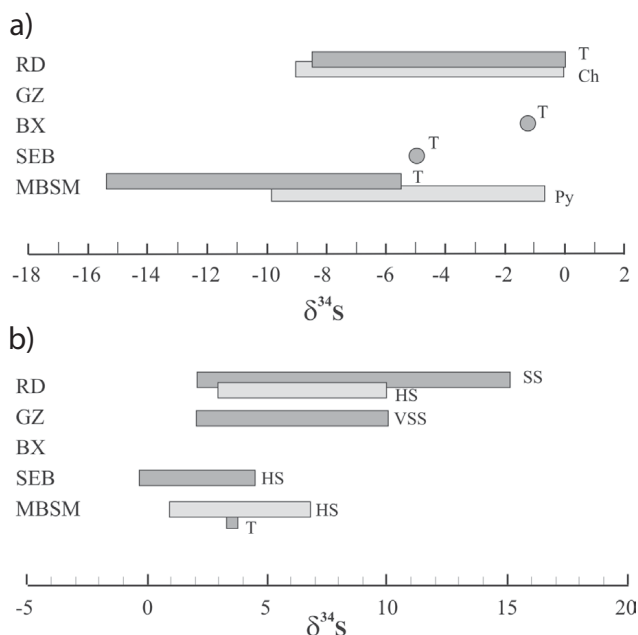 a)
RD T
Ch
GZ
BX T
SEB T
MBSM T
Py
-18 -16 -14 -12 -10 -8 -6 -4 -2 0 2
δ³⁴S
b)
RD SS
HS
GZ VSS
BX
SEB HS
MBSM HS
T
-5 0 5 10 15 20
δ³⁴S